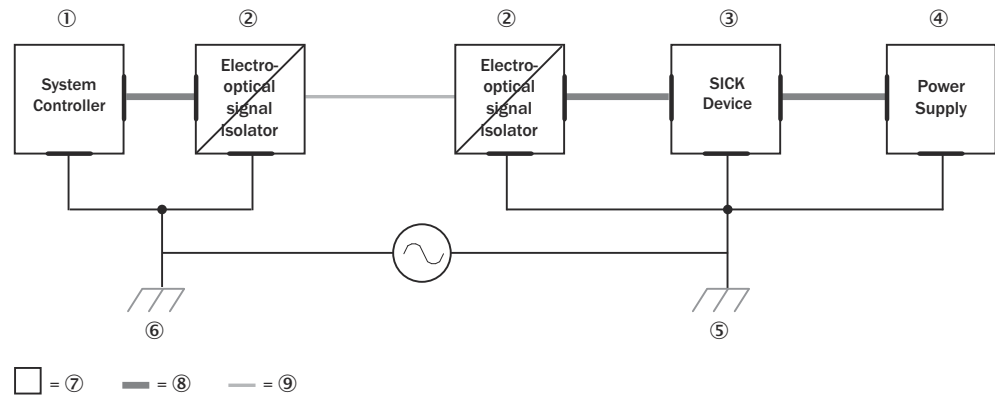 ① ② ② ③ ④
System
Controller
Electro-
optical
signal
Isolator
Electro-
optical
signal
Isolator
SICK
Device
Power
Supply
⑥ ⑤
= ⑦ = ⑧ = ⑨